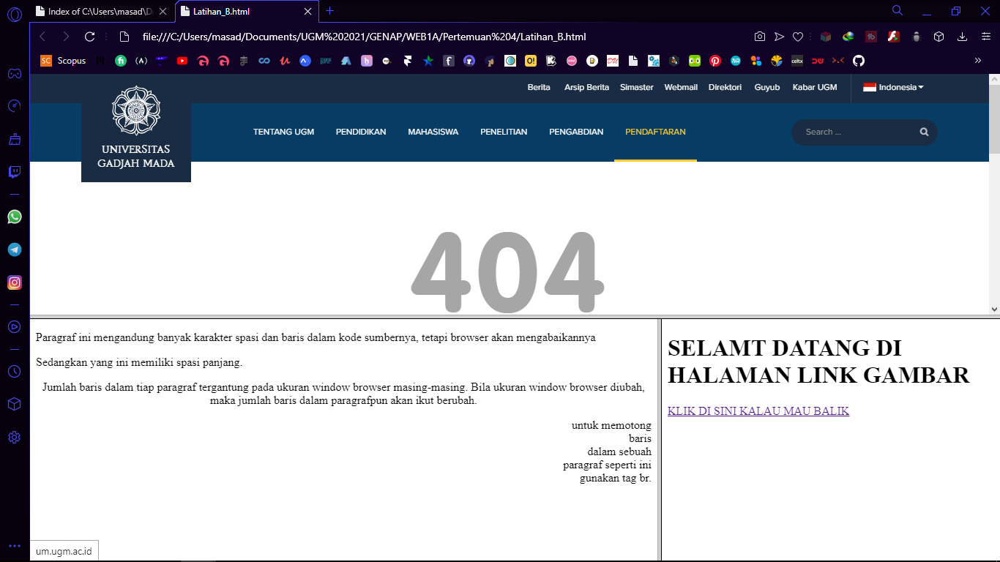 Index of C:\Users\masad\D
Latihan_B.html
file:///C:/Users/masad/Documents/UGM%202021/GENAP/WEB1A/Pertemuan%204/Latihan_B.html
SC Scopus
celtx
Berita Arsip Berita Simaster Webmail Direktori Guyub Kabar UGM Indonesia
UNIVERSITAS
GADJAH MADA
TENTANG UGM PENDIDIKAN MAHASISWA PENELITIAN PENGABDIAN PENDAFTARAN Search ...
404
Paragraf ini mengandung banyak karakter spasi dan baris dalam kode sumbernya, tetapi browser akan mengabaikannya
Sedangkan yang ini memiliki spasi panjang.
Jumlah baris dalam tiap paragraf tergantung pada ukuran window browser masing-masing. Bila ukuran window browser diubah,
maka jumlah baris dalam paragrafpun akan ikut berubah.
untuk memotong
baris
dalam sebuah
paragraf seperti ini
gunakan tag br.
SELAMT DATANG DI
HALAMAN LINK GAMBAR
KLIK DI SINI KALAU MAU BALIK
um.ugm.ac.id